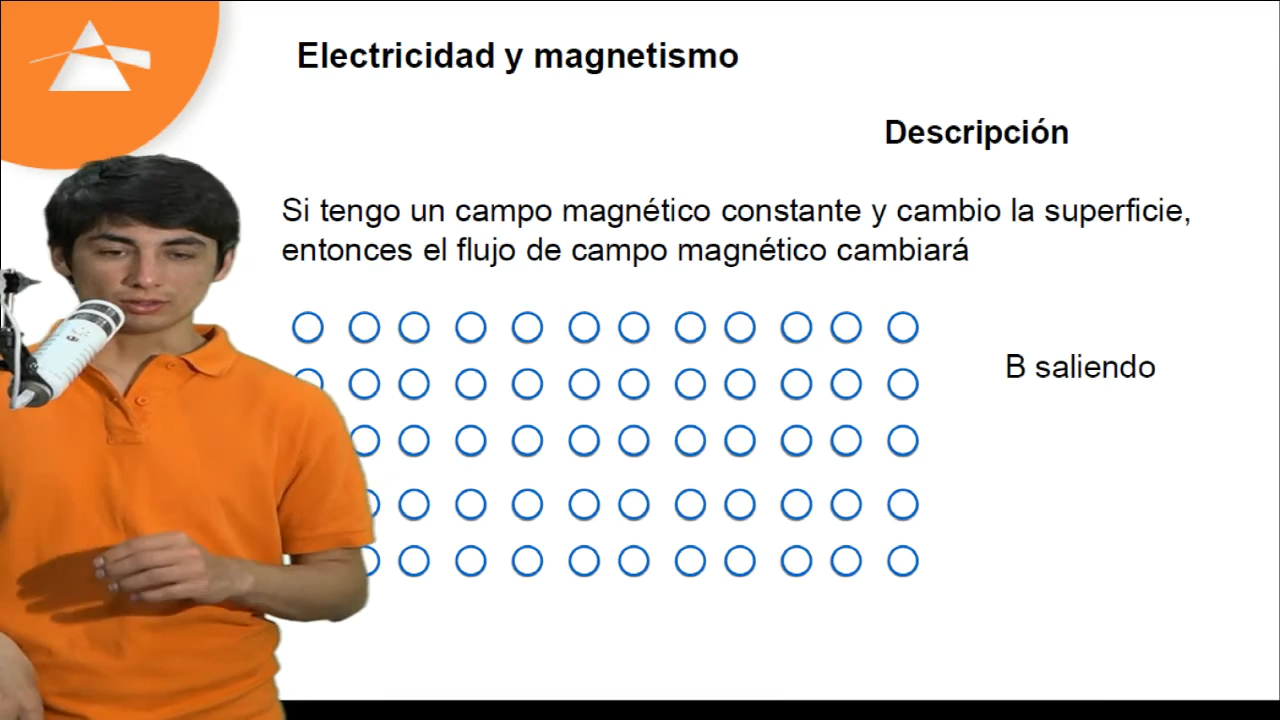 Electricidad y magnetismo
Descripción
Si tengo un campo magnético constante y cambio la superficie,
entonces el flujo de campo magnético cambiará
B saliendo